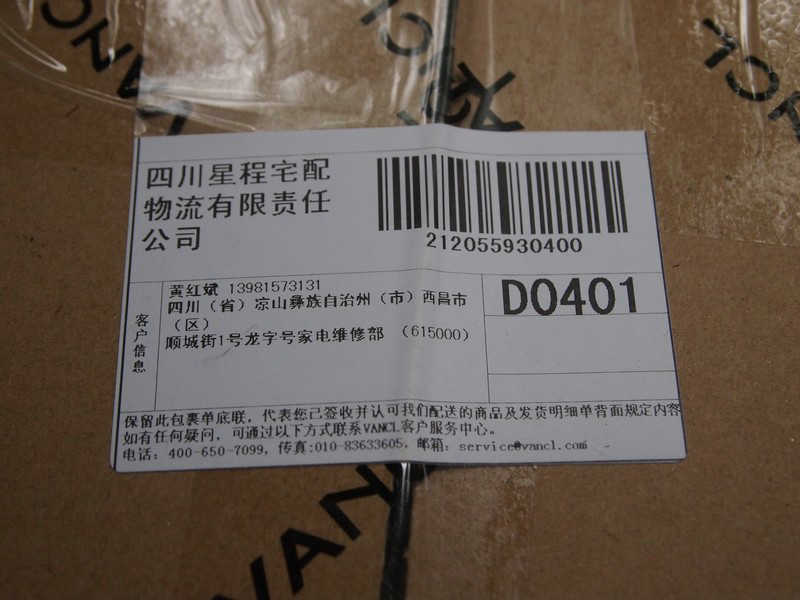 四川星程宅配
物流有限责任
公司
212055930400
客户信息
黄红斌 13981573131
四川（省）凉山彝族自治州（市）西昌市
（区）
顺城街1号龙字号家电维修部 （615000）
D0401
保留此包裹单底联，代表您已签收并认可我们配送的商品及发货明细单背面规定内容
如有任何疑问，可通过以下方式联系VANCL客户服务中心。
电话：400-650-7099，传真:010-83633605，邮箱：service@vancl.com
VANCL